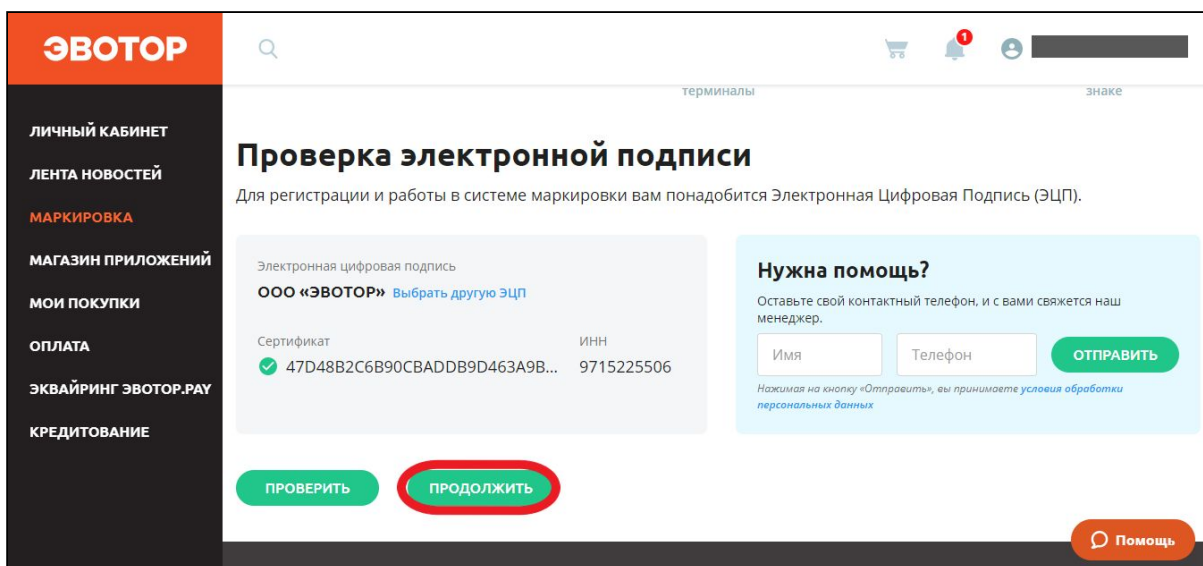 ЭВОТОР
1
терминалы
знаке
ЛИЧНЫЙ КАБИНЕТ
ЛЕНТА НОВОСТЕЙ
МАРКИРОВКА
МАГАЗИН ПРИЛОЖЕНИЙ
МОИ ПОКУПКИ
ОПЛАТА
ЭКВАЙРИНГ ЭВОТОР.PAY
КРЕДИТОВАНИЕ
Проверка электронной подписи
Для регистрации и работы в системе маркировки вам понадобится Электронная Цифровая Подпись (ЭЦП).
Электронная цифровая подпись
ООО «ЭВОТОР» Выбрать другую ЭЦП
Сертификат
ИНН
47D48B2C6B90CBADDB9D463A9B...
9715225506
Нужна помощь?
Оставьте свой контактный телефон, и с вами свяжется наш
менеджер.
Имя
Телефон
ОТПРАВИТЬ
Нажимая на кнопку «Отправить», вы принимаете условия обработки
персональных данных
ПРОВЕРИТЬ
ПРОДОЛЖИТЬ
Помощь